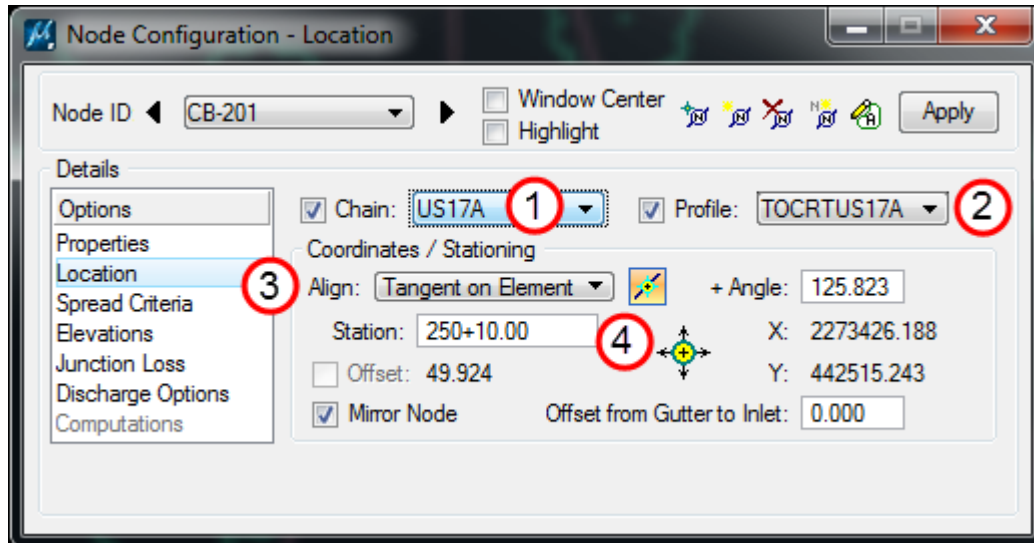 Node Configuration - Location
Node ID CB-201 Window Center Apply
Highlight
Details
Options
Properties
Location
Spread Criteria
Elevations
Junction Loss
Discharge Options
Computations
Chain: US17A 1 Profile: TOCRTUS17A 2
Coordinates / Stationing
3 Align: Tangent on Element + Angle: 125.823
Station: 250+10.00 4 X: 2273426.188
Offset: 49.924 Y: 442515.243
Mirror Node Offset from Gutter to Inlet: 0.000